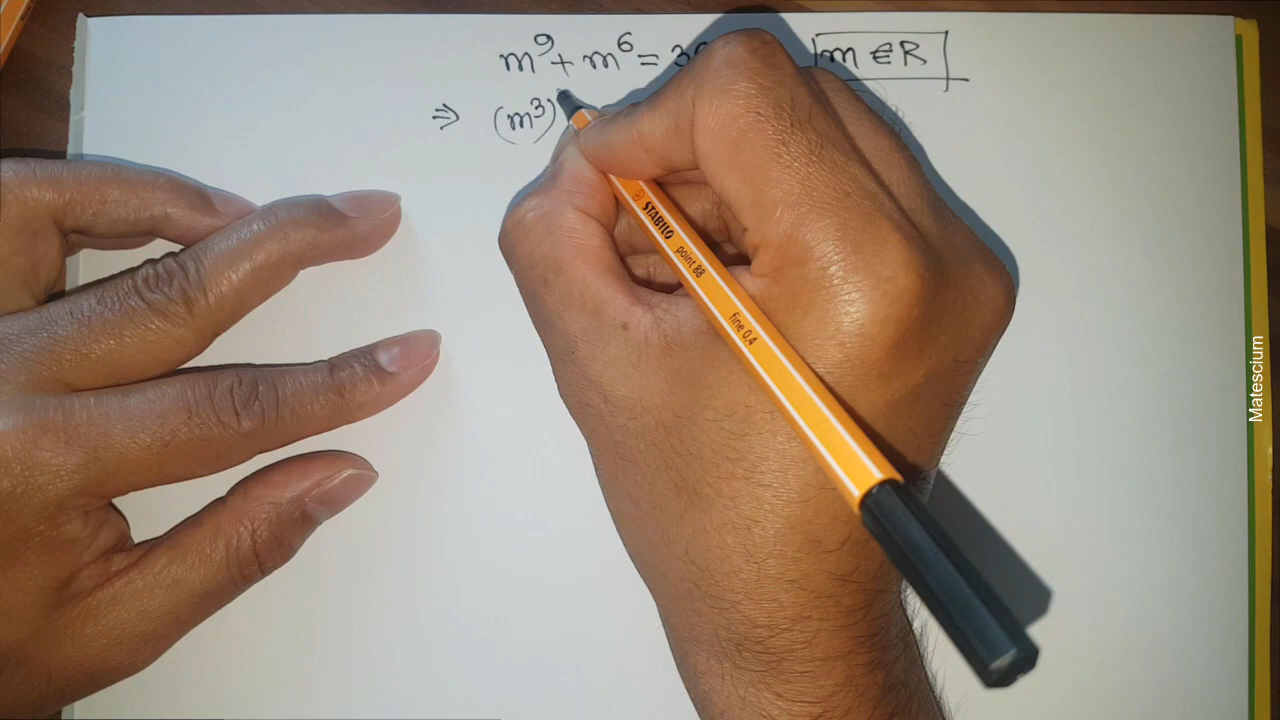 m⁹ + m⁶ = 3 m ∈ R
⇒ (m³)
STABILO point 88 fine 0.4
Matescium